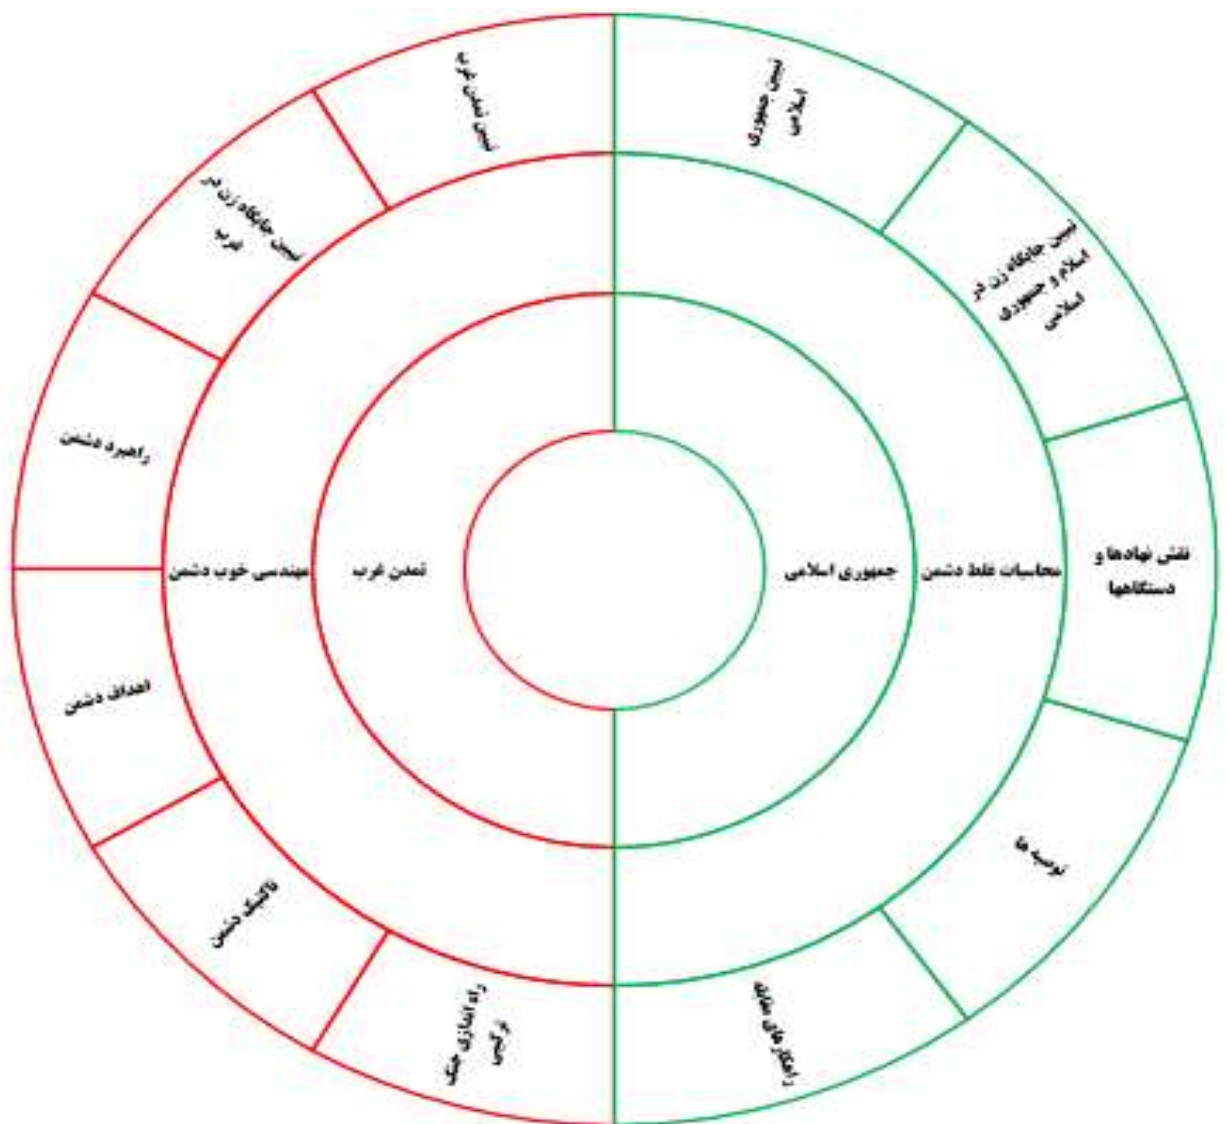 تبیین جمهوری
اسلامی
تبیین جایگاه زن در
اسلام و جمهوری
اسلامی
نقش نهادها و
دستگاهها
توصیه ها
راهکارهای مقابله
محاسبات غلط دشمن
جمهوری اسلامی
تمدن غرب
مهندسی خوب دشمن
تبیین تمدن غرب
تبیین جایگاه زن در
غرب
راهبرد دشمن
اهداف دشمن
تاکتیک دشمن
راه اندازی جنگ
ترکیبی